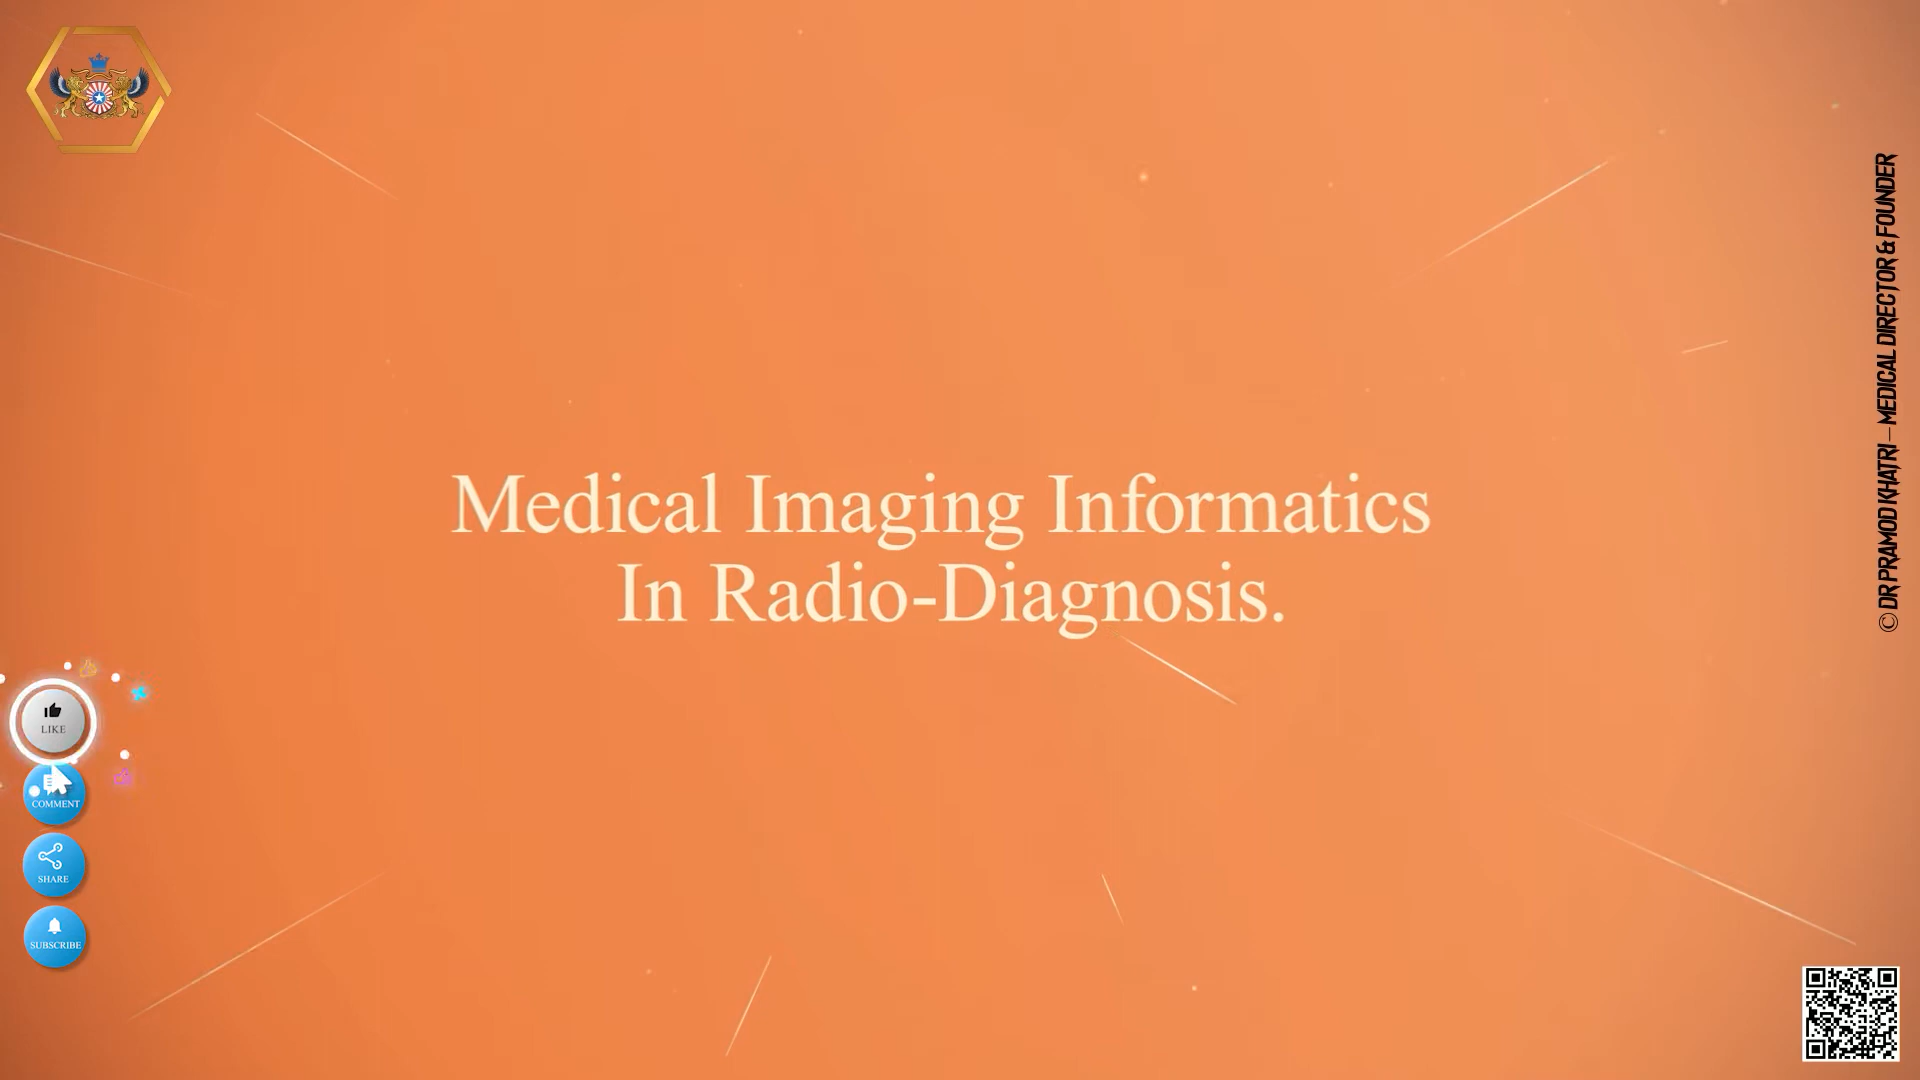 Medical Imaging Informatics
In Radio-Diagnosis.
LIKE
COMMENT
SHARE
SUBSCRIBE
© DR PRAMOD KHATRI – MEDICAL DIRECTOR & FOUNDER